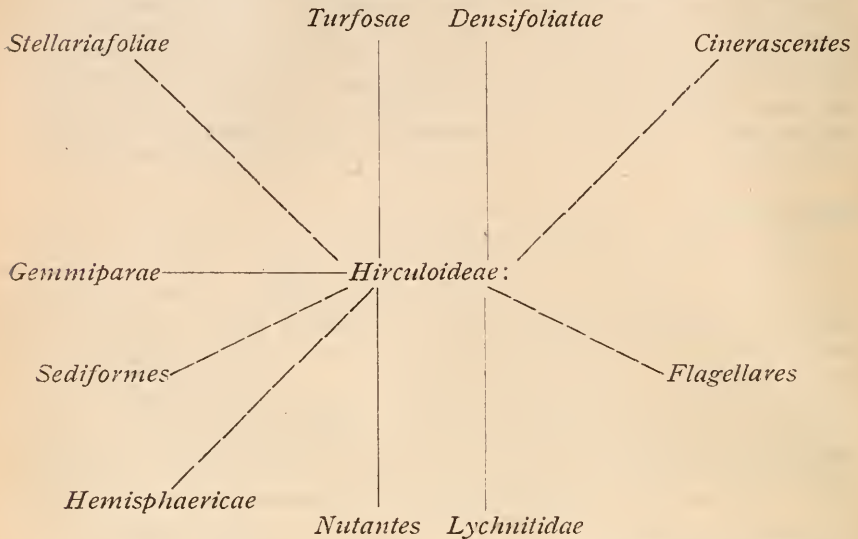 Turfosae Densifoliatae
Stellariafoliae Cinerascentes
Gemmiparae Hirculoideae:
Sediformes Flagellares
Hemisphaericae
Nutantes Lychnitidae